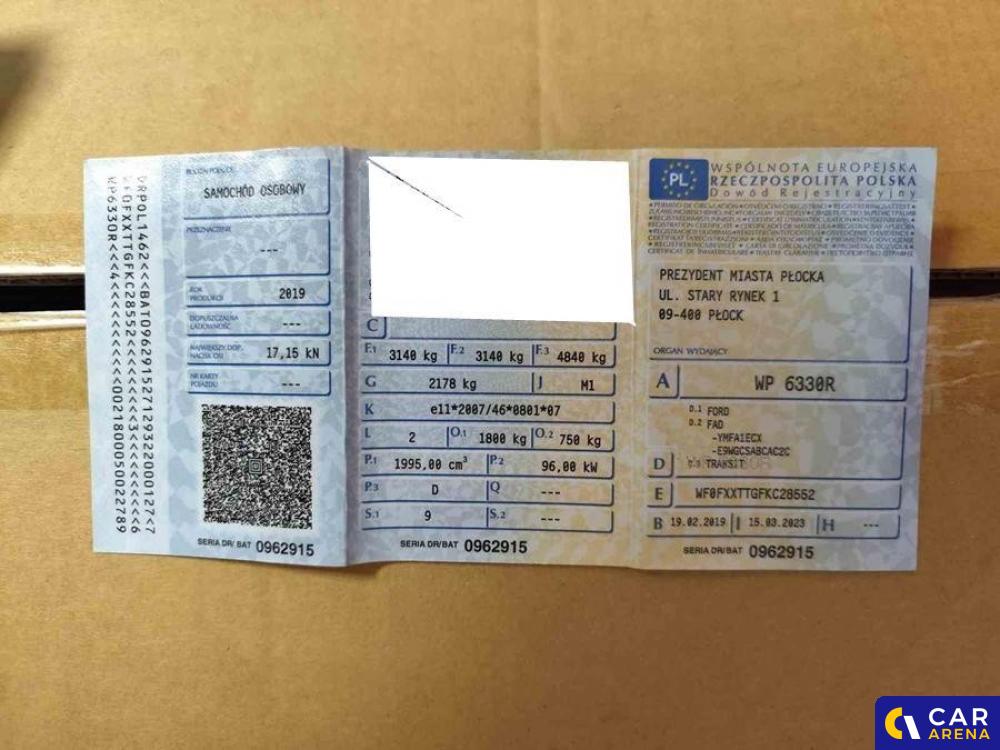 DRPOL1462<<BAT0962915271293220000127<7
WF0FXXTTGFKC28552<<<<<<<3<<<<<<<<<<6
WP6330R<<<4<<<<<<<<<<<<0021800050022789
RODZAJ POJAZDU
SAMOCHÓD OSOBOWY
PRZEZNACZENIE
---
ROK PRODUKCJI 2019
DOPUSZCZALNA ŁADOWNOŚĆ ---
NAJWIĘKSZY DOP. NACISK OSI 17,15 kN
NR KARTY POJAZDU ---
SERIA DR/BAT 0962915
C
F.1 3140 kg F.2 3140 kg F.3 4840 kg
G 2178 kg J M1
K e11*2007/46*0801*07
L 2 O.1 1800 kg O.2 750 kg
P.1 1995,00 cm³ P.2 96,00 kW
P.3 D Q ---
S.1 9 S.2 ---
SERIA DR/BAT 0962915
PL
WSPÓLNOTA EUROPEJSKA
RZECZPOSPOLITA POLSKA
Dowód Rejestracyjny
PREZYDENT MIASTA PŁOCKA
UL. STARY RYNEK 1
09-400 PŁOCK
ORGAN WYDAJĄCY
A WP 6330R
D.1 FORD
D.2 FAD
-YMFA1ECX
-E9WGCSABCAC2C
D D.3 TRANSIT
E WF0FXXTTGFKC28552
B 19.02.2019 I 15.03.2023 H ---
SERIA DR/BAT 0962915
CAR
ARENA